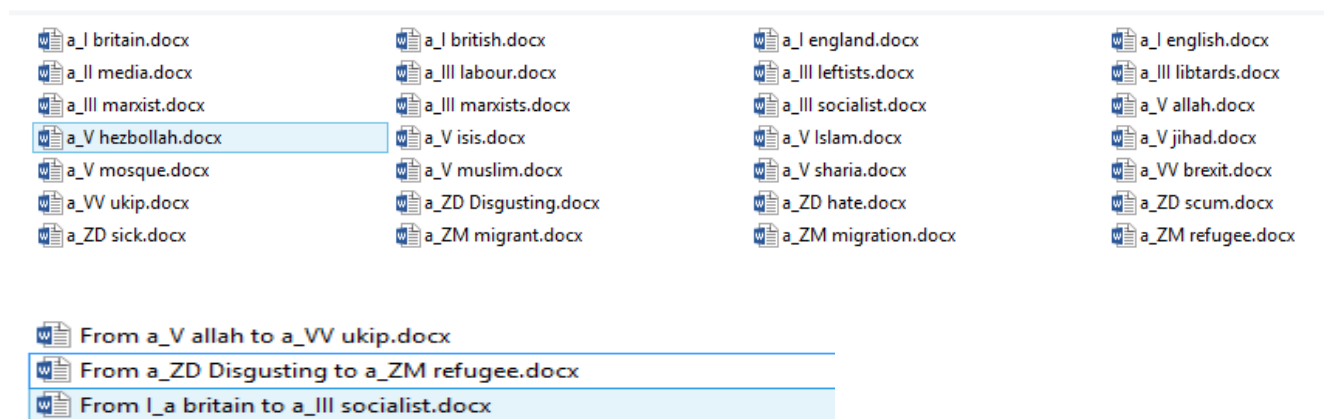 a_I britain.docx a_I british.docx a_I england.docx a_I english.docx
a_II media.docx a_III labour.docx a_III leftists.docx a_III libtards.docx
a_III marxist.docx a_III marxists.docx a_III socialist.docx a_V allah.docx
a_V hezbollah.docx a_V isis.docx a_V Islam.docx a_V jihad.docx
a_V mosque.docx a_V muslim.docx a_V sharia.docx a_VV brexit.docx
a_VV ukip.docx a_ZD Disgusting.docx a_ZD hate.docx a_ZD scum.docx
a_ZD sick.docx a_ZM migrant.docx a_ZM migration.docx a_ZM refugee.docx
From a_V allah to a_VV ukip.docx
From a_ZD Disgusting to a_ZM refugee.docx
From I_a britain to a_III socialist.docx